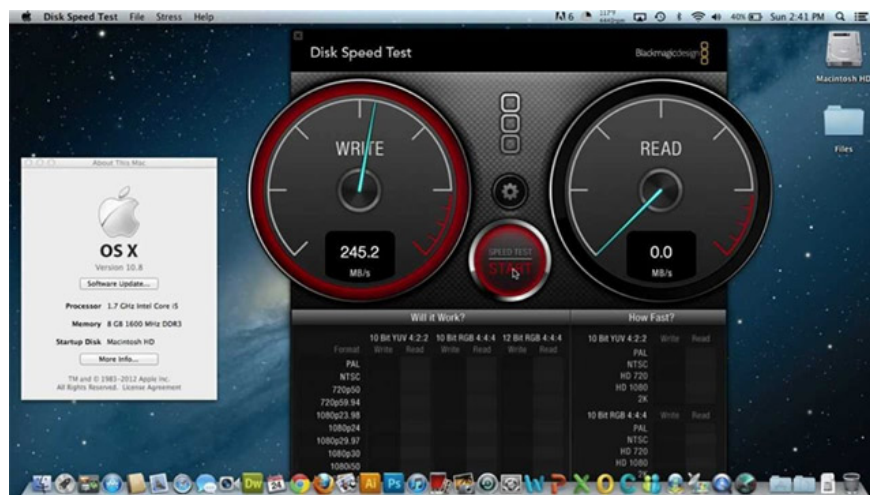 Disk Speed Test File Stress Help
6 117°F 40% Sun 2:41 PM
Disk Speed Test
Blackmagicdesign
Macintosh HD
Files
About This Mac
OS X
Version 10.8
Software Update...
Processor 1.7 GHz Intel Core i5
Memory 8 GB 1600 MHz DDR3
Startup Disk Macintosh HD
More Info...
TM and © 1983-2012 Apple Inc.
All Rights Reserved. License Agreement
WRITE
245.2
MB/s
SPEED TEST
START
READ
0.0
MB/s
Will it Work?
10 Bit YUV 4:2:2 10 Bit RGB 4:4:4 12 Bit RGB 4:4:4
Format Write Read Write Read Write Read
PAL
NTSC
720p50
720p59.94
1080p23.98
1080p24
1080p29.97
1080p30
1080i50
How Fast?
10 Bit YUV 4:2:2 Write Read
PAL
NTSC
HD 720
HD 1080
2K
10 Bit RGB 4:4:4 Write Read
PAL
NTSC
HD 720
HD 1080
2K
Dw Ai Ps